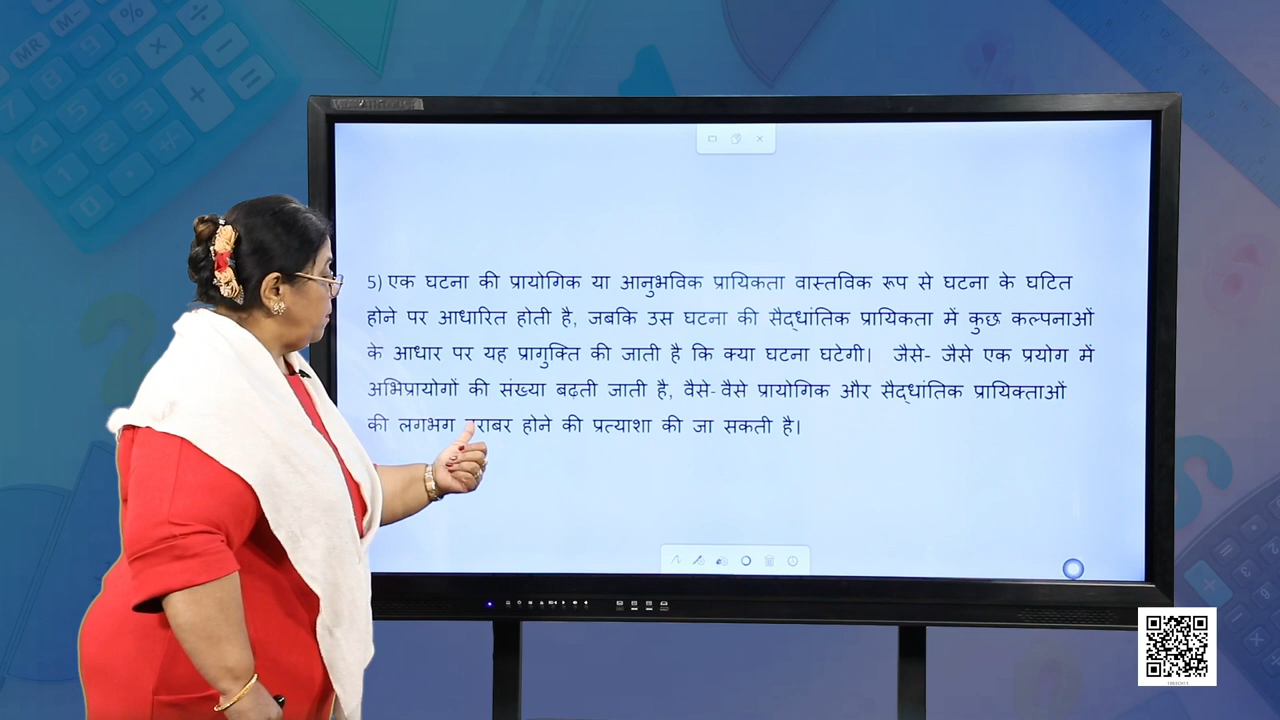 5) एक घटना की प्रायोगिक या आनुभविक प्रायिकता वास्तविक रूप से घटना के घटित
होने पर आधारित होती है, जबकि उस घटना की सैद्धांतिक प्रायिकता में कुछ कल्पनाओं
के आधार पर यह प्रागुक्ति की जाती है कि क्या घटना घटेगी। जैसे- जैसे एक प्रयोग में
अभिप्रायोगों की संख्या बढ़ती जाती है, वैसे- वैसे प्रायोगिक और सैद्धांतिक प्रायिक्ताओं
की लगभग बराबर होने की प्रत्याशा की जा सकती है।